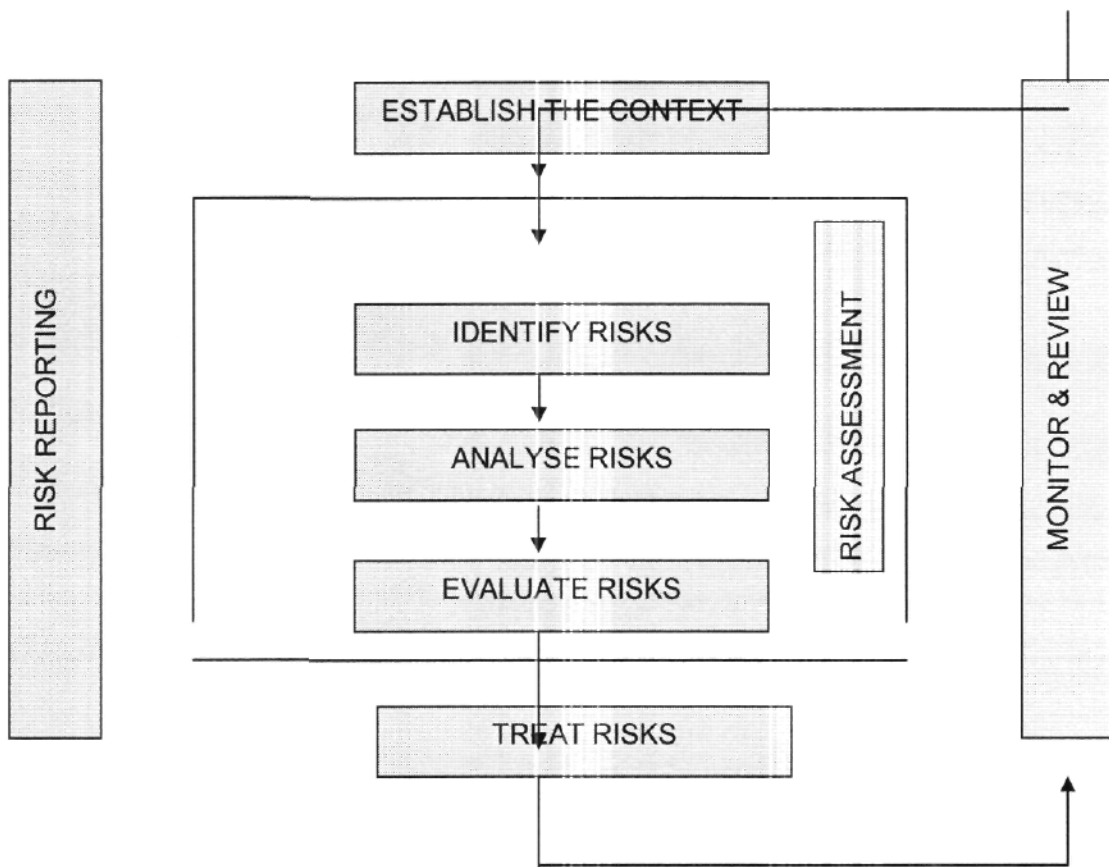 ESTABLISH THE CONTEXT
RISK REPORTING
IDENTIFY RISKS
ANALYSE RISKS
EVALUATE RISKS
RISK ASSESSMENT
MONITOR & REVIEW
TREAT RISKS